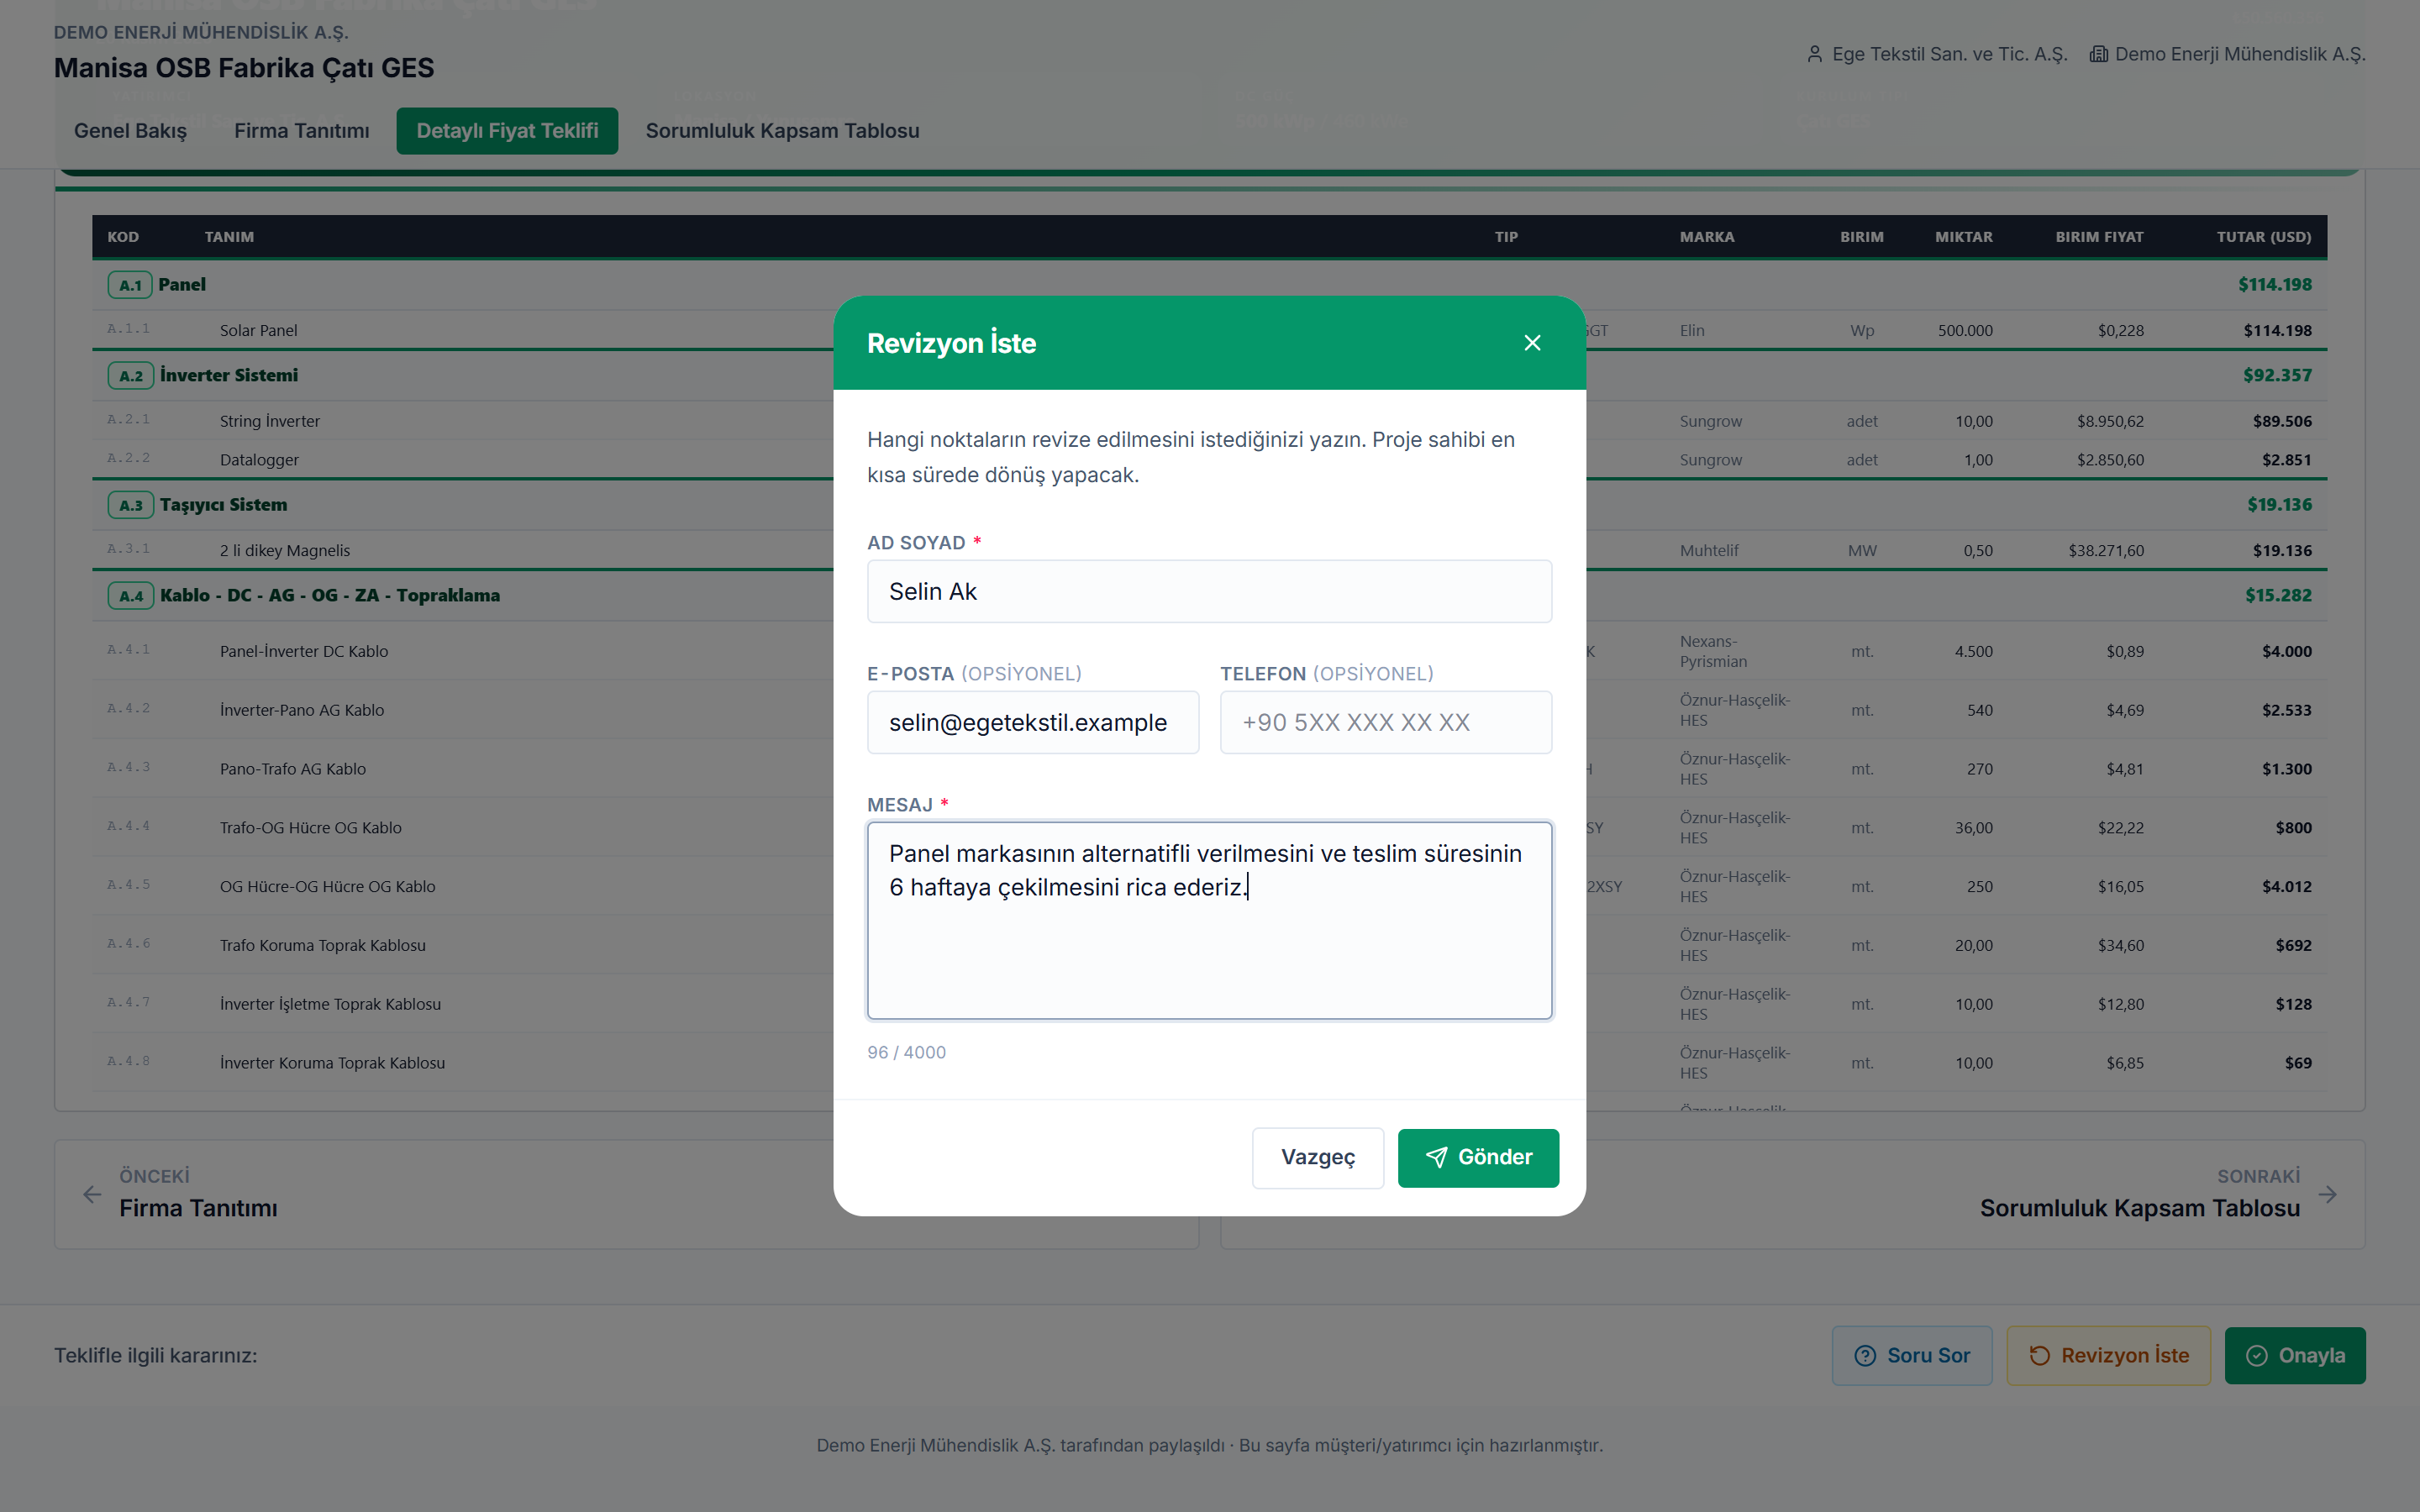 DEMO ENERJİ MÜHENDİSLİK A.Ş.
Manisa OSB Fabrika Çatı GES
Ege Tekstil San. ve Tic. A.Ş. Demo Enerji Mühendislik A.Ş.
Genel Bakış Firma Tanıtımı Detaylı Fiyat Teklifi Sorumluluk Kapsam Tablosu
KOD TANIM TIP MARKA BIRIM MIKTAR BIRIM FIYAT TUTAR (USD)
A.1 Panel $114.198
A.1.1 Solar Panel Elin Wp 500.000 $0,228 $114.198
A.2 İnverter Sistemi $92.357
A.2.1 String İnverter Sungrow adet 10,00 $8.950,62 $89.506
A.2.2 Datalogger Sungrow adet 1,00 $2.850,60 $2.851
A.3 Taşıyıcı Sistem $19.136
A.3.1 2 li dikey Magnelis Muhtelif MW 0,50 $38.271,60 $19.136
A.4 Kablo - DC - AG - OG - ZA - Topraklama $15.282
A.4.1 Panel-İnverter DC Kablo Nexans-Pyrismian mt. 4.500 $0,89 $4.000
A.4.2 İnverter-Pano AG Kablo Öznur-Hasçelik-HES mt. 540 $4,69 $2.533
A.4.3 Pano-Trafo AG Kablo Öznur-Hasçelik-HES mt. 270 $4,81 $1.300
A.4.4 Trafo-OG Hücre OG Kablo Öznur-Hasçelik-HES mt. 36,00 $22,22 $800
A.4.5 OG Hücre-OG Hücre OG Kablo 2XSY Öznur-Hasçelik-HES mt. 250 $16,05 $4.012
A.4.6 Trafo Koruma Toprak Kablosu Öznur-Hasçelik-HES mt. 20,00 $34,60 $692
A.4.7 İnverter İşletme Toprak Kablosu Öznur-Hasçelik-HES mt. 10,00 $12,80 $128
A.4.8 İnverter Koruma Toprak Kablosu Öznur-Hasçelik-HES mt. 10,00 $6,85 $69
Revizyon İste
Hangi noktaların revize edilmesini istediğinizi yazın. Proje sahibi en
kısa sürede dönüş yapacak.
AD SOYAD *
Selin Ak
E-POSTA (OPSİYONEL) TELEFON (OPSİYONEL)
selin@egetekstil.example +90 5XX XXX XX XX
MESAJ *
Panel markasının alternatifli verilmesini ve teslim süresinin
6 haftaya çekilmesini rica ederiz.
96 / 4000
Vazgeç Gönder
ÖNCEKİ
Firma Tanıtımı
SONRAKİ
Sorumluluk Kapsam Tablosu
Teklifle ilgili kararınız:
Soru Sor Revizyon İste Onayla
Demo Enerji Mühendislik A.Ş. tarafından paylaşıldı · Bu sayfa müşteri/yatırımcı için hazırlanmıştır.